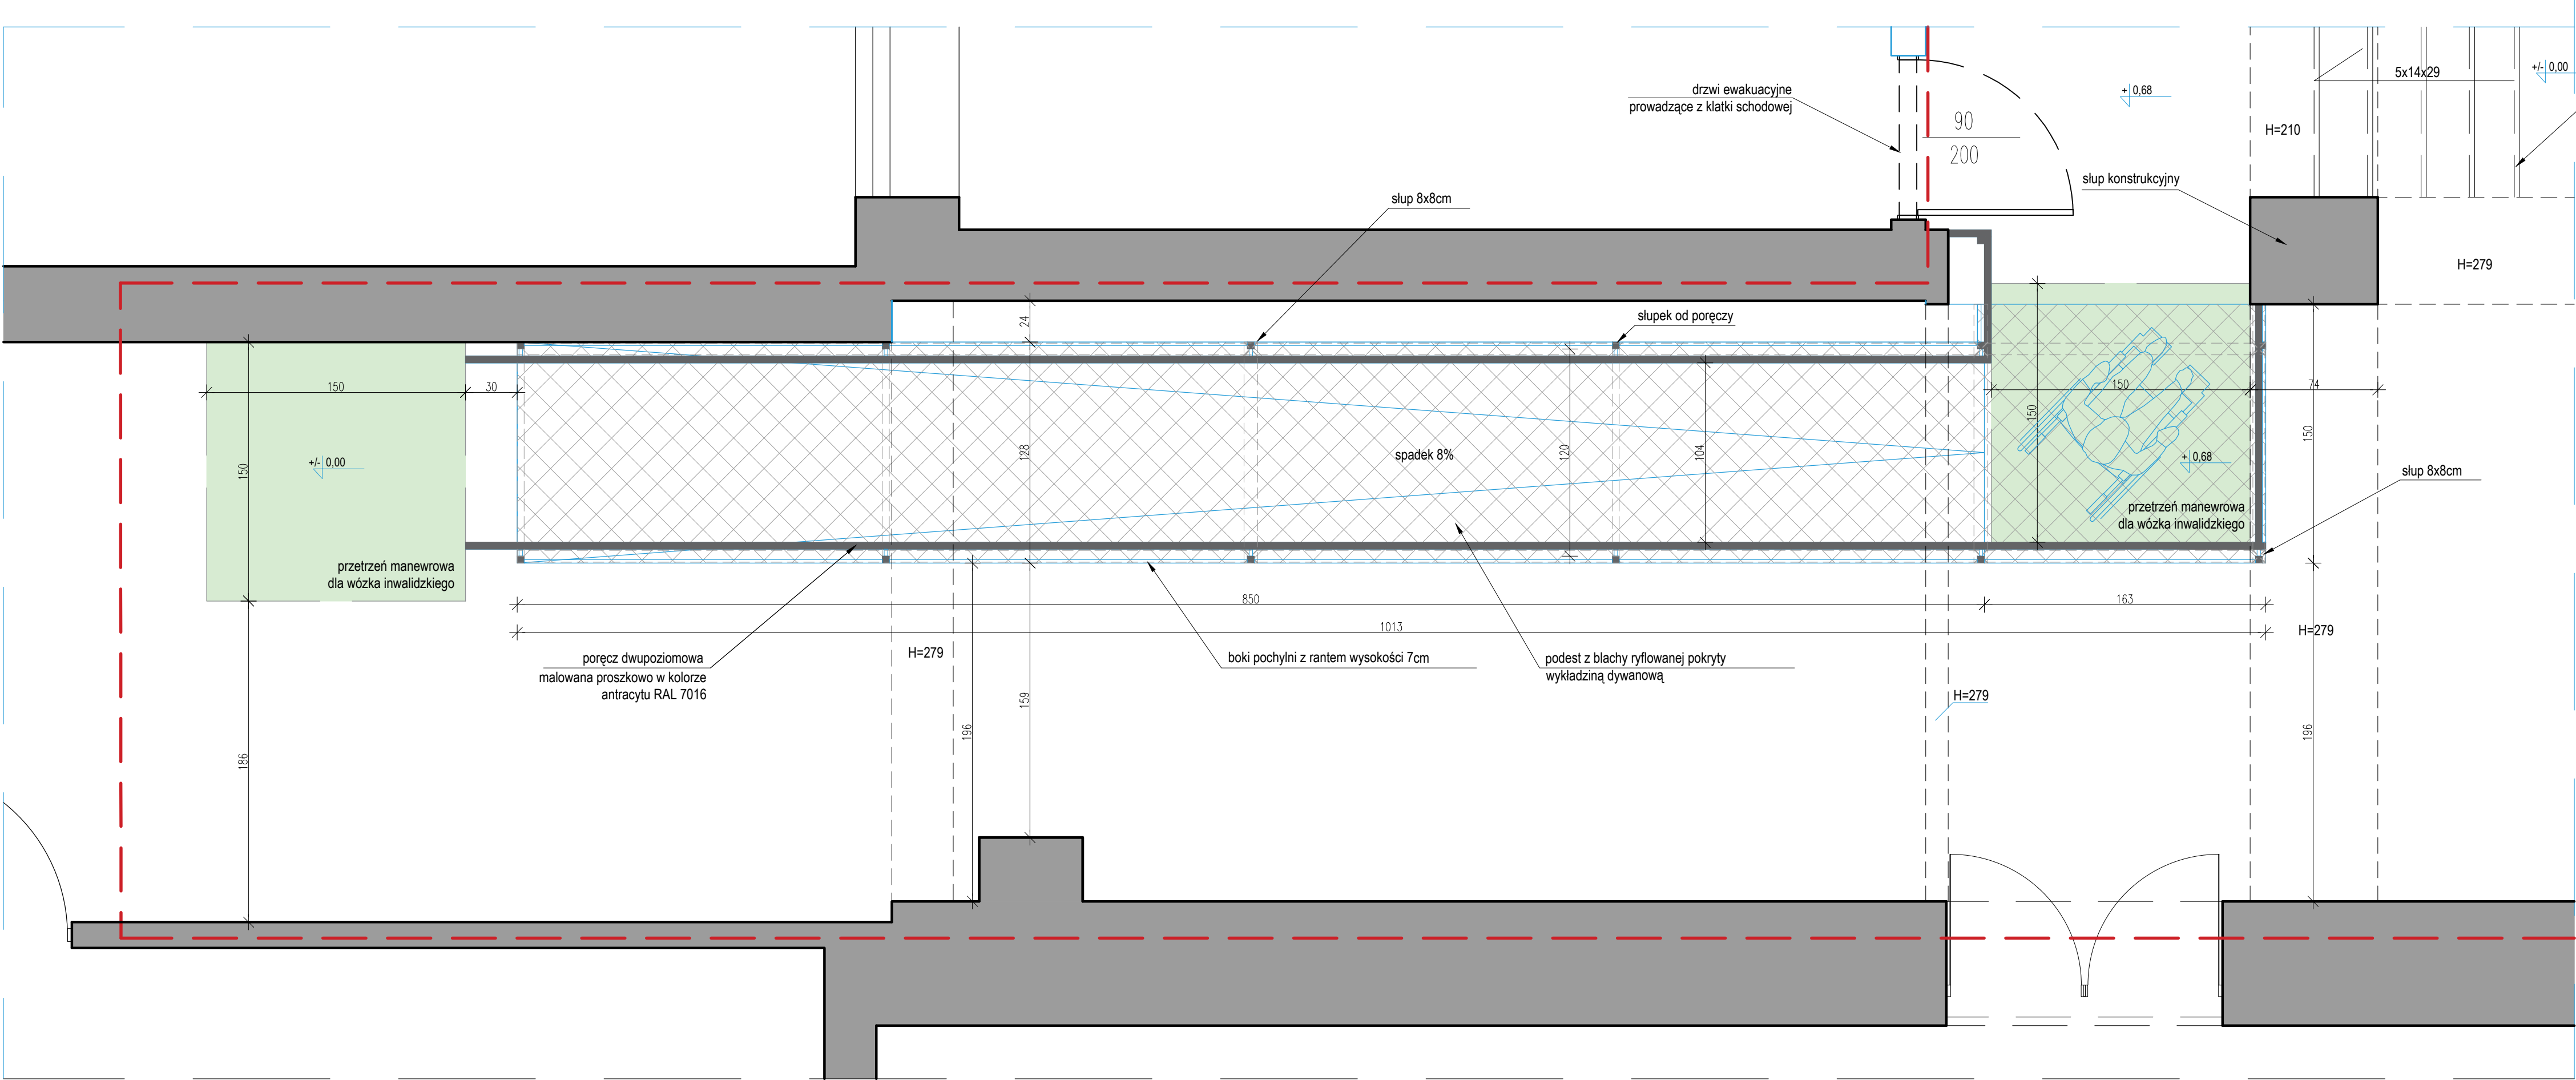 5x14x29
+/- 0,00
drzwi ewakuacyjne
prowadzące z klatki schodowej
+ 0,68
90
200
H=210
słup konstrukcyjny
słup 8x8cm
H=279
24
słupek od poręczy
150
30
150
74
150
128
120
104
150
150
spadek 8%
+/- 0,00
+ 0,68
słup 8x8cm
przetrzeń manewrowa
dla wózka inwalidzkiego
przetrzeń manewrowa
dla wózka inwalidzkiego
850
163
1013
H=279
H=279
poręcz dwupoziomowa
malowana proszkowo w kolorze
antracytu RAL 7016
boki pochylni z rantem wysokości 7cm
podest z blachy ryflowanej pokryty
wykładziną dywanową
H=279
159
196
196
186